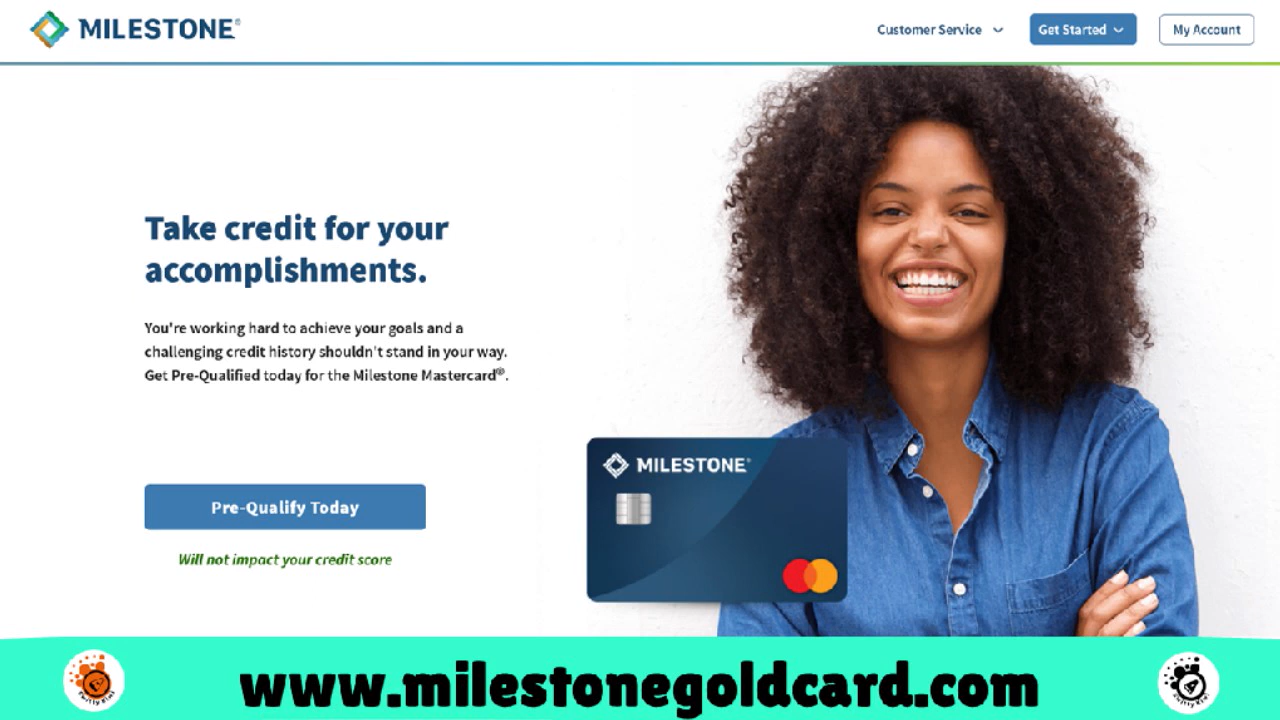 MILESTONE®
Customer Service
Get Started
My Account
Take credit for your
accomplishments.
You're working hard to achieve your goals and a
challenging credit history shouldn't stand in your way.
Get Pre-Qualified today for the Milestone Mastercard®.
MILESTONE®
Pre-Qualify Today
Will not impact your credit score
www.milestonegoldcard.com